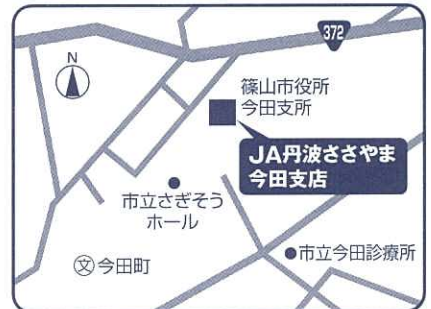 372
N
篠山市役所
今田支所
JA丹波ささやま
今田支店
市立さぎそう
ホール
市立今田診療所
文 今田町